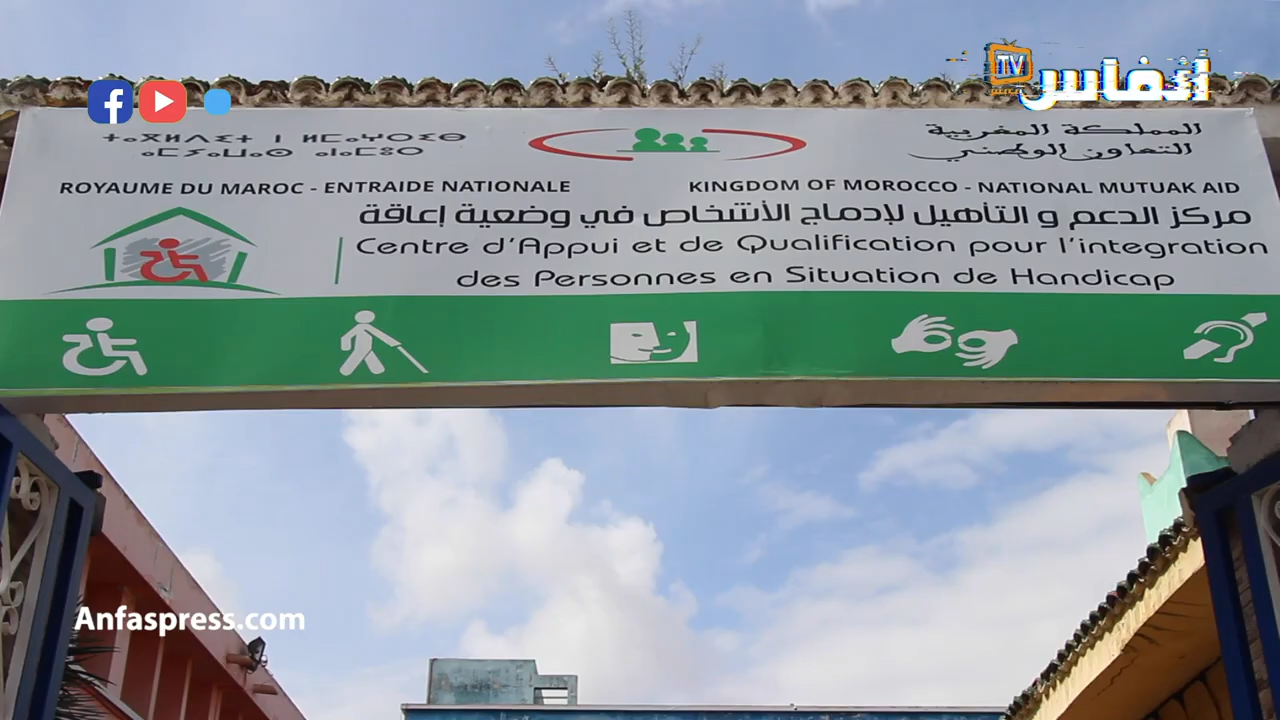 TV أنفاس
ⵜⴰⴳⵍⴷⵉⵜ ⵏ ⵍⵎⴰⵖⵔⵉⴱ
ⴰⵎⵢⴰⵡⴰⵙ ⴰⵏⴰⵎⵓⵔ
المملكة المغربية
التعاون الوطني
ROYAUME DU MAROC - ENTRAIDE NATIONALE
KINGDOM OF MOROCCO - NATIONAL MUTUAK AID
مركز الدعم و التأهيل لإدماج الأشخاص في وضعية إعاقة
Centre d'Appui et de Qualification pour l'integration
des Personnes en Situation de Handicap
Anfaspress.com